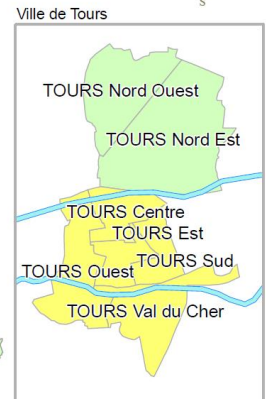 Ville de Tours
TOURS Nord Ouest
TOURS Nord Est
TOURS Centre
TOURS Est
TOURS Sud
TOURS Ouest
TOURS Val du Cher